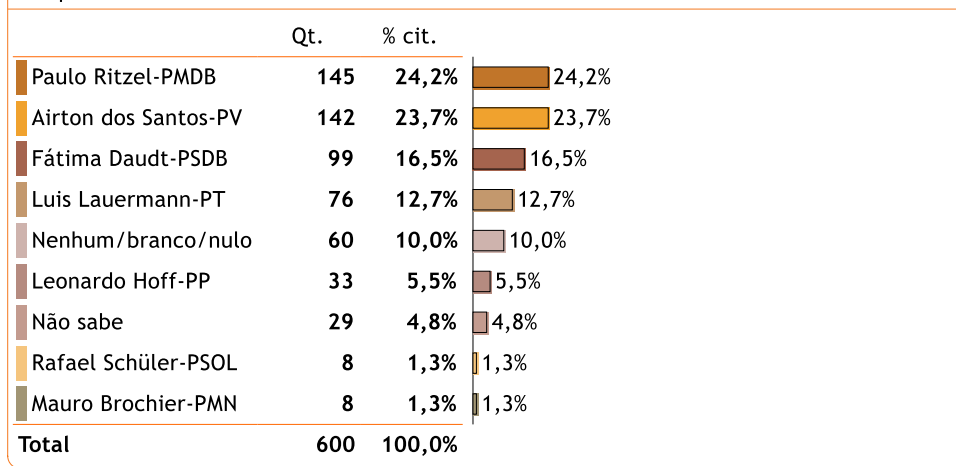 Qt. % cit.
Paulo Ritzel-PMDB 145 24,2% 24,2%
Airton dos Santos-PV 142 23,7% 23,7%
Fátima Daudt-PSDB 99 16,5% 16,5%
Luis Lauermann-PT 76 12,7% 12,7%
Nenhum/branco/nulo 60 10,0% 10,0%
Leonardo Hoff-PP 33 5,5% 5,5%
Não sabe 29 4,8% 4,8%
Rafael Schüler-PSOL 8 1,3% 1,3%
Mauro Brochier-PMN 8 1,3% 1,3%
Total 600 100,0%